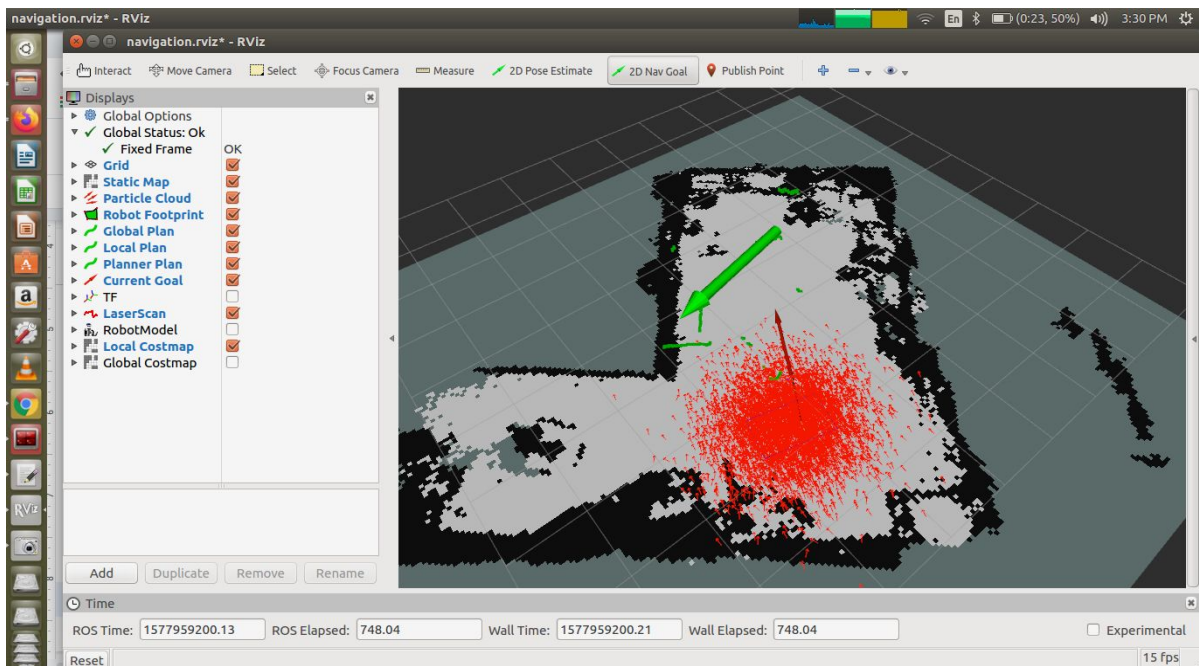 navigation.rviz* - RViz
En (0:23, 50%) 3:30 PM
navigation.rviz* - RViz
Interact Move Camera Select Focus Camera Measure 2D Pose Estimate 2D Nav Goal Publish Point
Displays
Global Options
Global Status: Ok
Fixed Frame OK
Grid
Static Map
Particle Cloud
Robot Footprint
Global Plan
Local Plan
Planner Plan
Current Goal
TF
LaserScan
RobotModel
Local Costmap
Global Costmap
RViz
Add Duplicate Remove Rename
Time
ROS Time: 1577959200.13 ROS Elapsed: 748.04 Wall Time: 1577959200.21 Wall Elapsed: 748.04 Experimental
Reset 15 fps